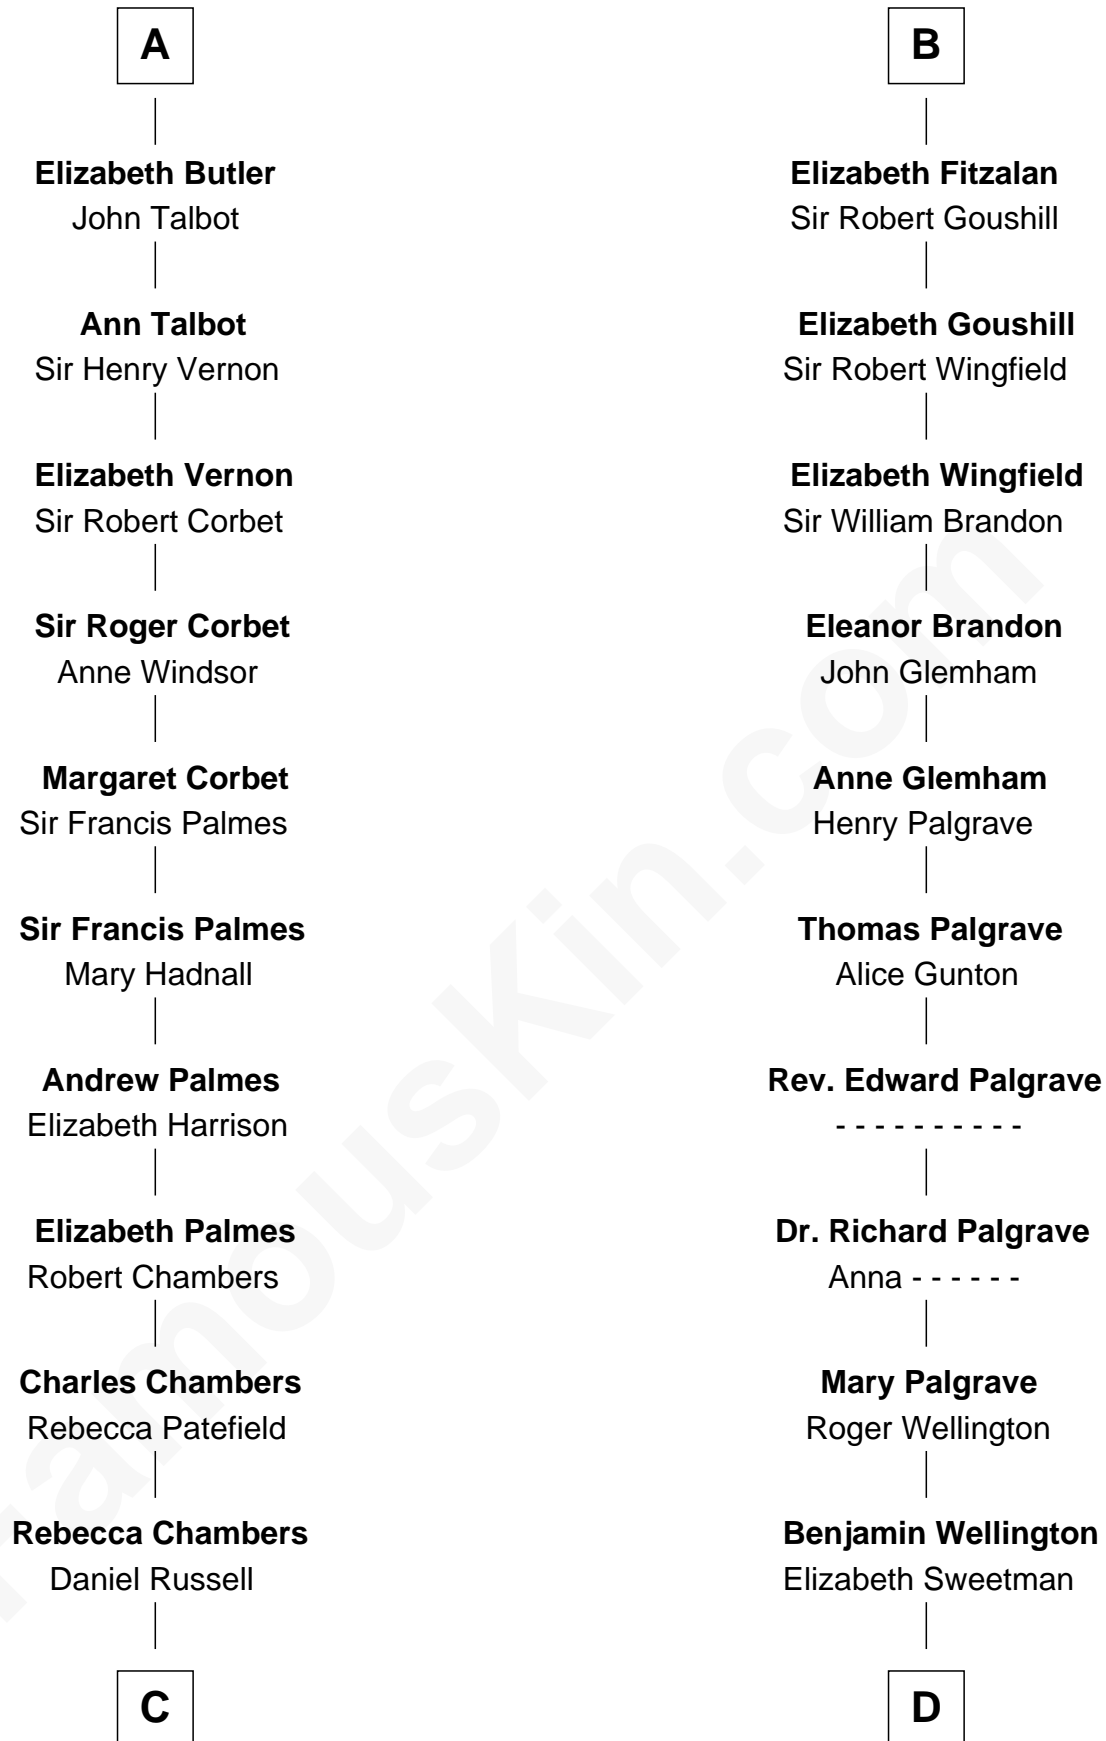 A
Elizabeth Butler
John Talbot
Ann Talbot
Sir Henry Vernon
Elizabeth Vernon
Sir Robert Corbet
Sir Roger Corbet
Anne Windsor
Margaret Corbet
Sir Francis Palmes
Sir Francis Palmes
Mary Hadnall
Andrew Palmes
Elizabeth Harrison
Elizabeth Palmes
Robert Chambers
Charles Chambers
Rebecca Patefield
Rebecca Chambers
Daniel Russell
C
B
Elizabeth Fitzalan
Sir Robert Goushill
Elizabeth Goushill
Sir Robert Wingfield
Elizabeth Wingfield
Sir William Brandon
Eleanor Brandon
John Glemham
Anne Glemham
Henry Palgrave
Thomas Palgrave
Alice Gunton
Rev. Edward Palgrave
- - - - - - - - - -
Dr. Richard Palgrave
Anna - - - - - -
Mary Palgrave
Roger Wellington
Benjamin Wellington
Elizabeth Sweetman
D
FamousKin.com